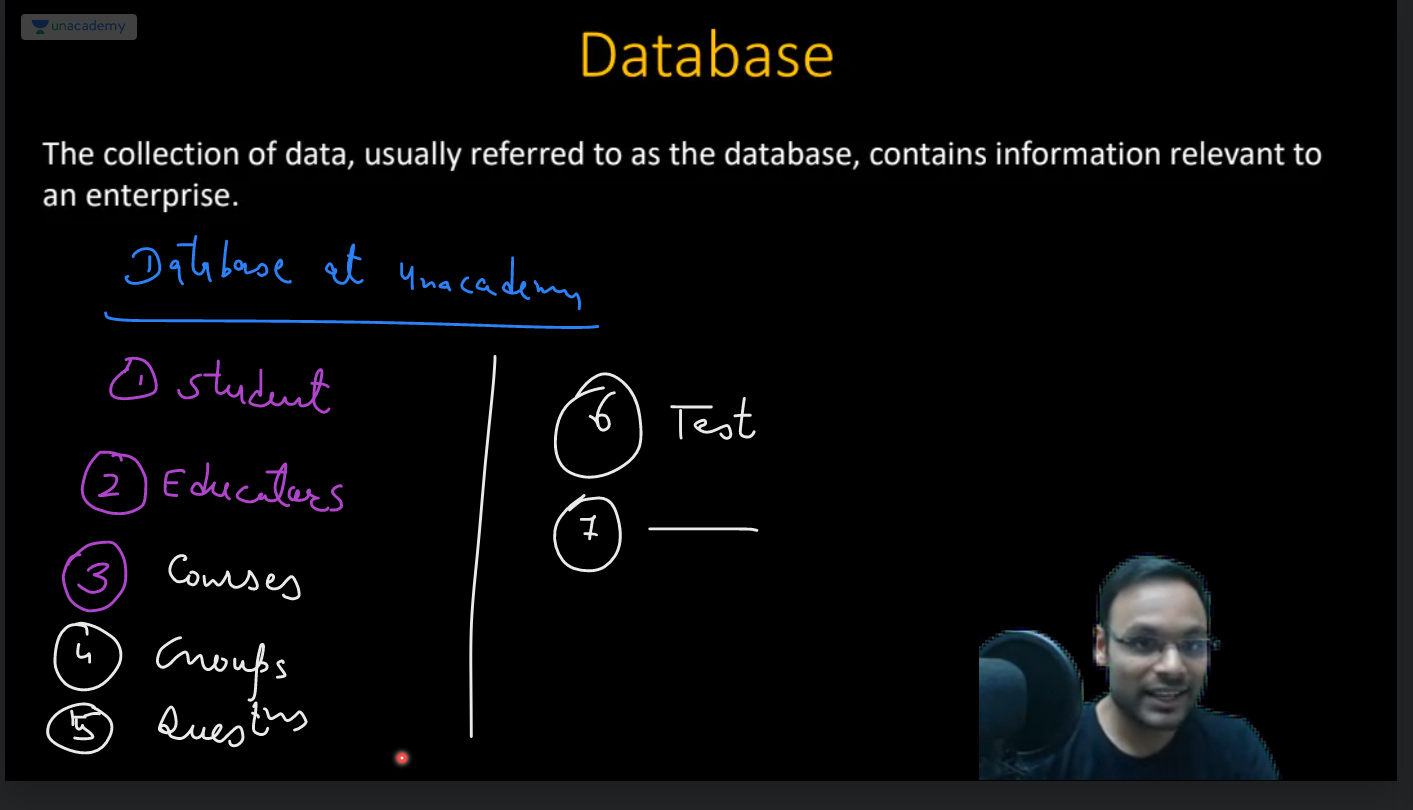 unacademy
Database
The collection of data, usually referred to as the database, contains information relevant to
an enterprise.
Database at unacademy
1 Student
2 Educators
3 Courses
4 Groups
5 Questions
6 Test
7